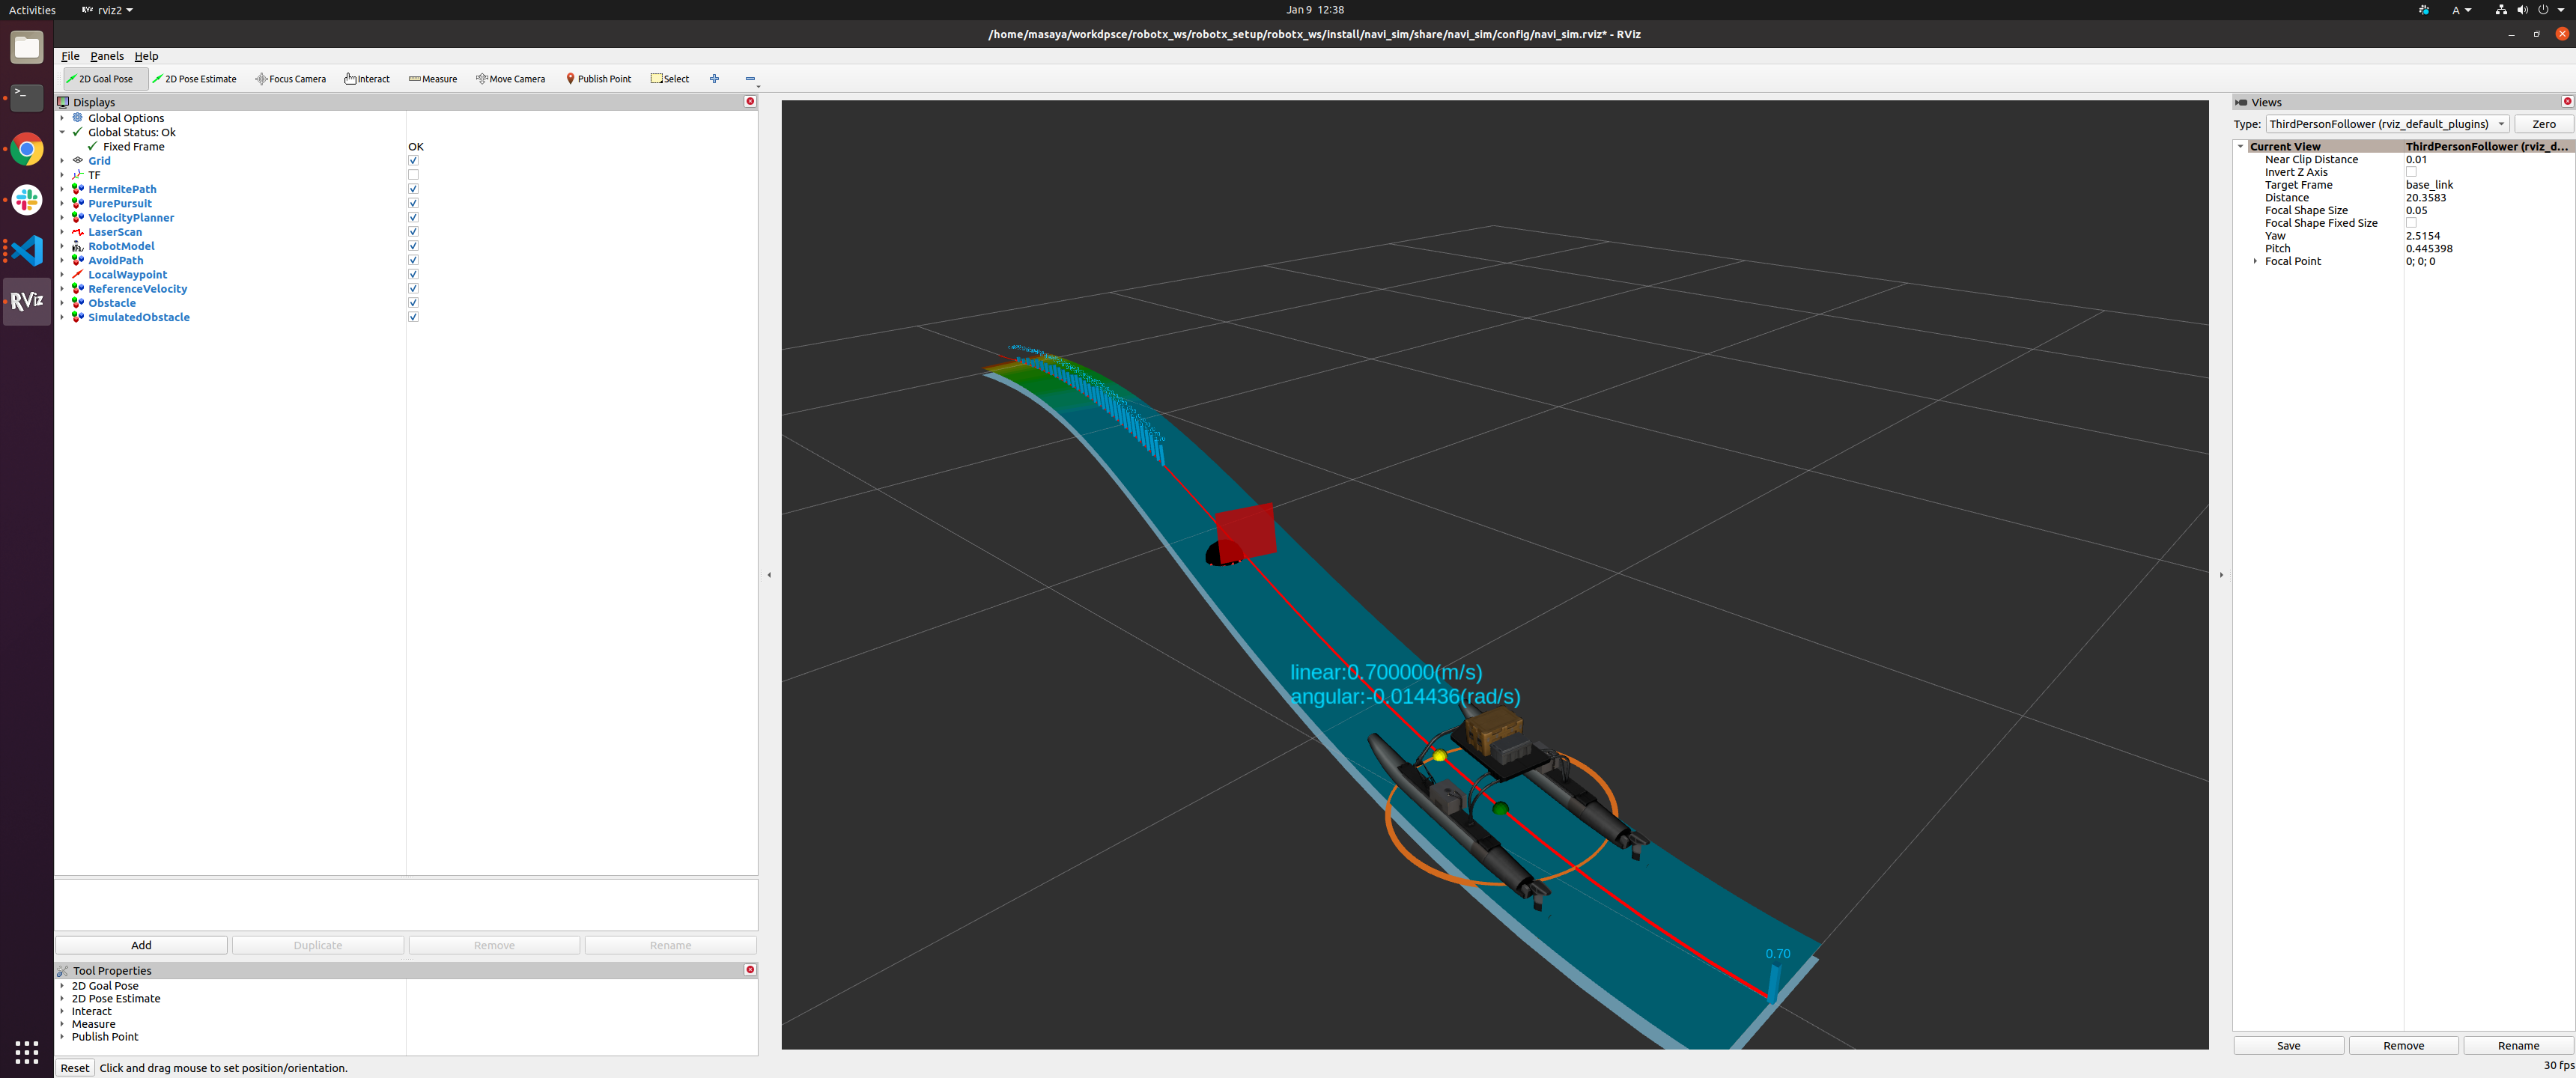 Activities
rviz2
Jan 9 12:38
A
/home/masaya/workdpsce/robotx_ws/robotx_setup/robotx_ws/install/navi_sim/share/navi_sim/config/navi_sim.rviz* - RViz
File Panels Help
2D Goal Pose 2D Pose Estimate Focus Camera Interact Measure Move Camera Publish Point Select
Displays
Global Options
Global Status: Ok
Fixed Frame OK
Grid
TF
HermitePath
PurePursuit
VelocityPlanner
LaserScan
RobotModel
AvoidPath
LocalWaypoint
ReferenceVelocity
Obstacle
SimulatedObstacle
Add Duplicate Remove Rename
Tool Properties
2D Goal Pose
2D Pose Estimate
Interact
Measure
Publish Point
Reset Click and drag mouse to set position/orientation.
RViz
linear:0.700000(m/s)
angular:-0.014436(rad/s)
0.70
Views
Type: ThirdPersonFollower (rviz_default_plugins) Zero
Current View ThirdPersonFollower (rviz_d...
Near Clip Distance 0.01
Invert Z Axis
Target Frame base_link
Distance 20.3583
Focal Shape Size 0.05
Focal Shape Fixed Size
Yaw 2.5154
Pitch 0.445398
Focal Point 0; 0; 0
Save Remove Rename
30 fps